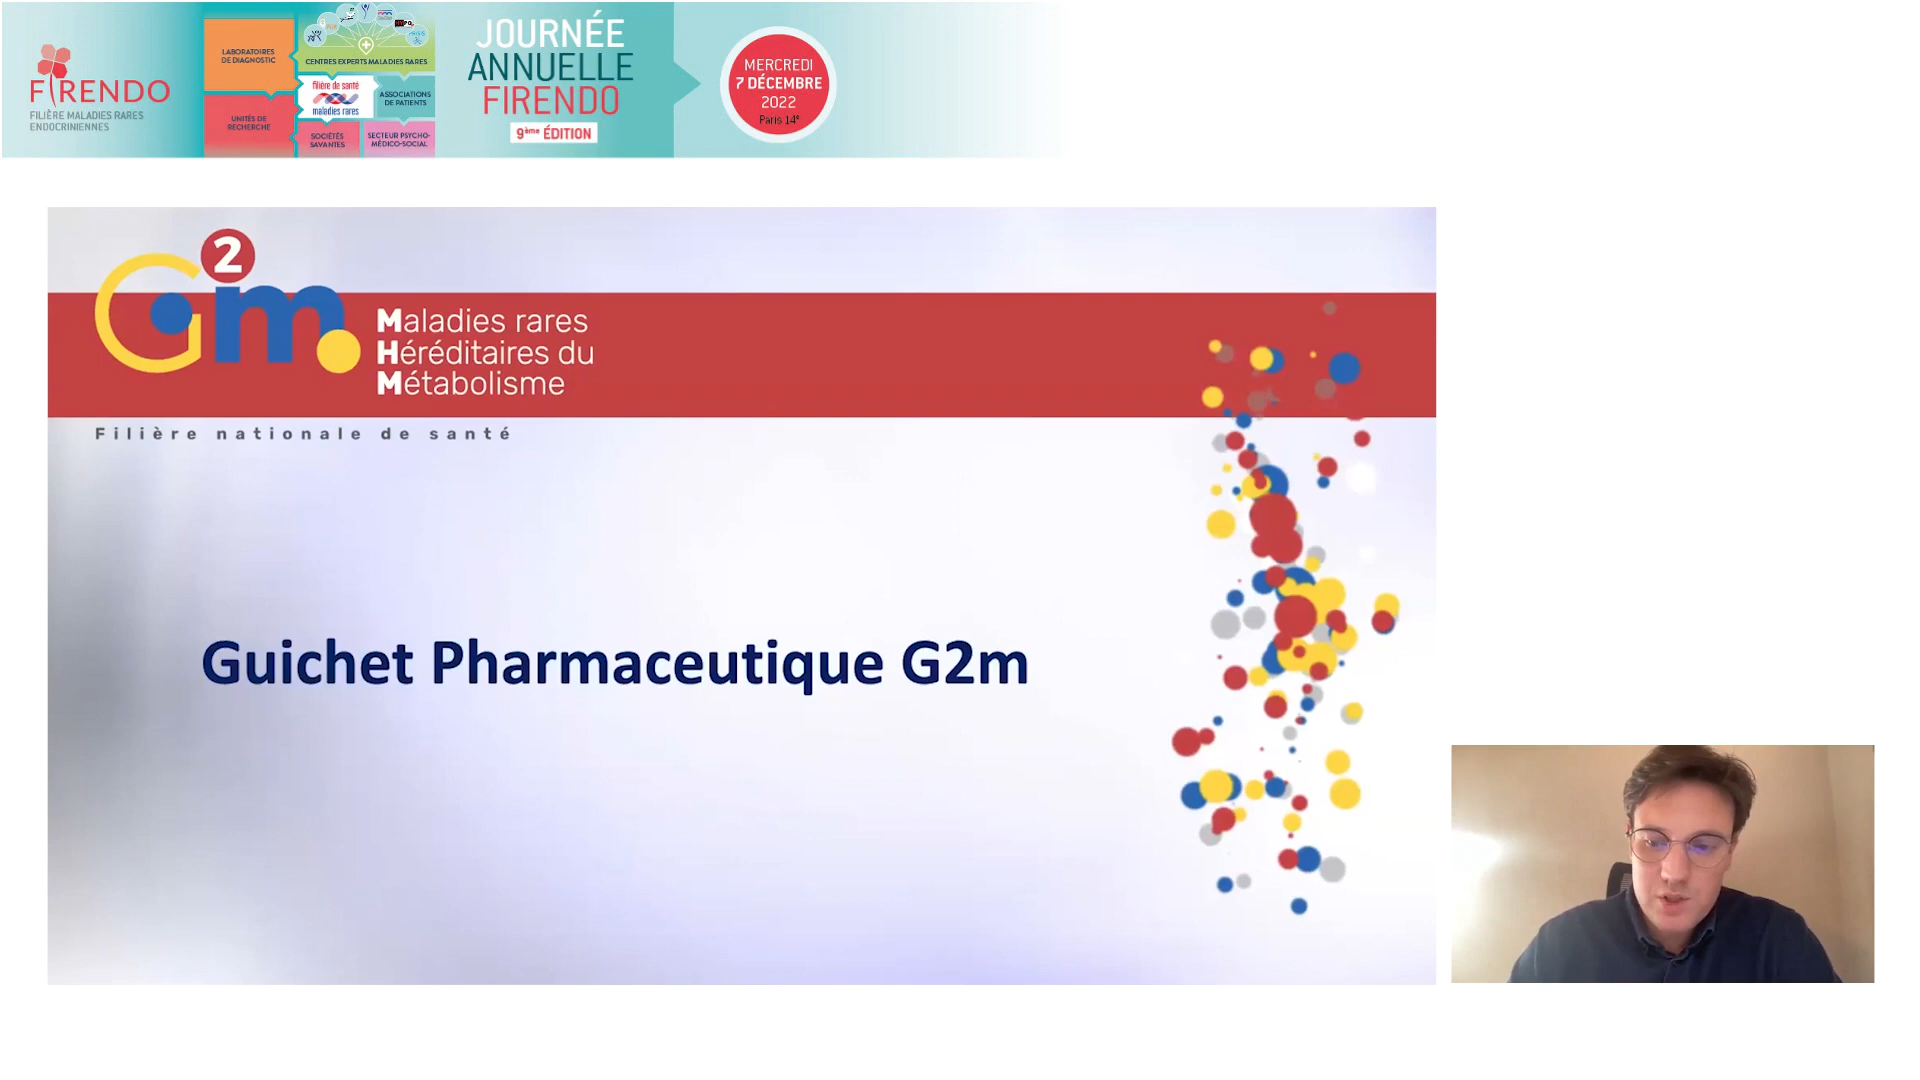 FIRENDO
FILIÈRE MALADIES RARES
ENDOCRINIENNES
LABORATOIRES
DE DIAGNOSTIC
UNITÉS DE
RECHERCHE
CENTRES EXPERTS MALADIES RARES
filière de santé
maladies rares
ASSOCIATIONS
DE PATIENTS
SOCIÉTÉS
SAVANTES
SECTEUR PSYCHO-
MÉDICO-SOCIAL
JOURNÉE
ANNUELLE
FIRENDO
9ème ÉDITION
MERCREDI
7 DÉCEMBRE
2022
Paris 14e
G2m
Maladies rares
Héréditaires du
Métabolisme
Filière nationale de santé
Guichet Pharmaceutique G2m